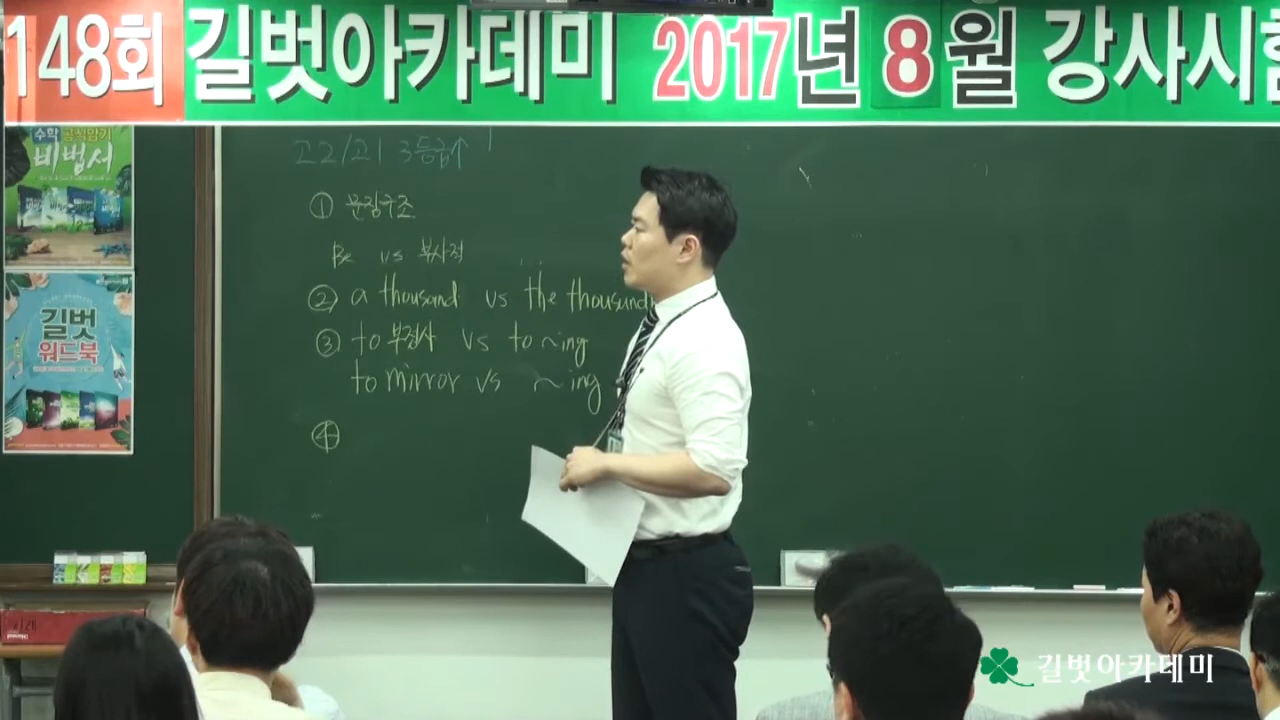 148회 길벗아카데미 2017년 8월 강사시험
수학 공식암기
비법서
길벗
워드북
고2/고1 3등급↑
① 문장구조
Be vs 부사적
② a thousand vs the thousand
③ to 부정사 vs to ~ing
to mirror vs ~ing
④
길벗아카데미